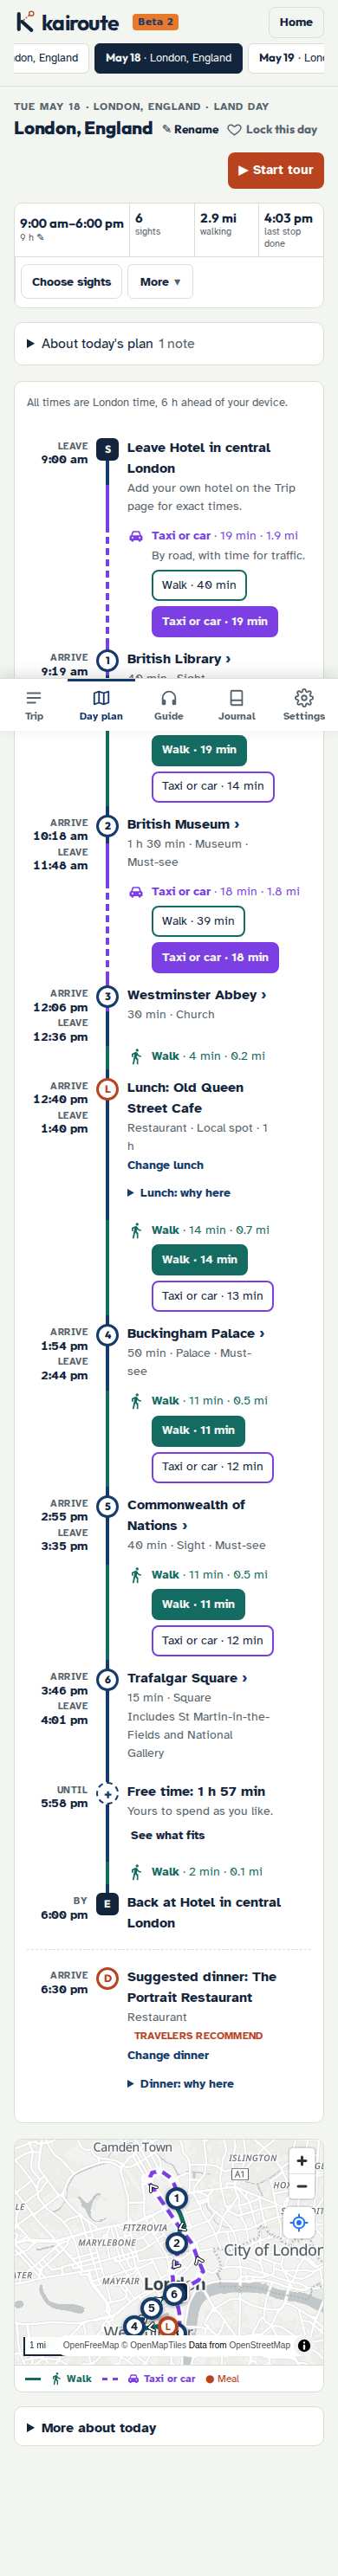 kairoute
Beta 2
Home
don, England
May 18 · London, England
May 19 · Lon
TUE MAY 18 · LONDON, ENGLAND · LAND DAY
London, England
✎ Rename
Lock this day
▶ Start tour
9:00 am–6:00 pm
9 h ✎
6
sights
2.9 mi
walking
4:03 pm
last stop
done
Choose sights
More ▾
▶ About today's plan 1 note
All times are London time, 6 h ahead of your device.
LEAVE
9:00 am
S
Leave Hotel in central
London
Add your own hotel on the Trip
page for exact times.
Taxi or car · 19 min · 1.9 mi
By road, with time for traffic.
Walk · 40 min
Taxi or car · 19 min
ARRIVE
9:19 am
1
British Library ›
40 min · Sight
Trip
Day plan
Guide
Journal
Settings
Walk · 19 min
Taxi or car · 14 min
ARRIVE
10:18 am
LEAVE
11:48 am
2
British Museum ›
1 h 30 min · Museum ·
Must-see
Taxi or car · 18 min · 1.8 mi
Walk · 39 min
Taxi or car · 18 min
ARRIVE
12:06 pm
LEAVE
12:36 pm
3
Westminster Abbey ›
30 min · Church
Walk · 4 min · 0.2 mi
ARRIVE
12:40 pm
LEAVE
1:40 pm
L
Lunch: Old Queen
Street Cafe
Restaurant · Local spot · 1
h
Change lunch
▶ Lunch: why here
Walk · 14 min · 0.7 mi
Walk · 14 min
Taxi or car · 13 min
ARRIVE
1:54 pm
LEAVE
2:44 pm
4
Buckingham Palace ›
50 min · Palace · Must-
see
Walk · 11 min · 0.5 mi
Walk · 11 min
Taxi or car · 12 min
ARRIVE
2:55 pm
LEAVE
3:35 pm
5
Commonwealth of
Nations ›
40 min · Sight · Must-see
Walk · 11 min · 0.5 mi
Walk · 11 min
Taxi or car · 12 min
ARRIVE
3:46 pm
LEAVE
4:01 pm
6
Trafalgar Square ›
15 min · Square
Includes St Martin-in-the-
Fields and National
Gallery
UNTIL
5:58 pm
+
Free time: 1 h 57 min
Yours to spend as you like.
See what fits
Walk · 2 min · 0.1 mi
BY
6:00 pm
E
Back at Hotel in central
London
ARRIVE
6:30 pm
D
Suggested dinner: The
Portrait Restaurant
Restaurant
TRAVELERS RECOMMEND
Change dinner
▶ Dinner: why here
Camden Town
ISLINGTON
A1
+
−
1
FITZROVIA
2
MARYLEBONE
City of London
MAYFAIR
6
5
4
L
1 mi
OpenFreeMap © OpenMapTiles Data from OpenStreetMap
Walk
Taxi or car
Meal
▶ More about today